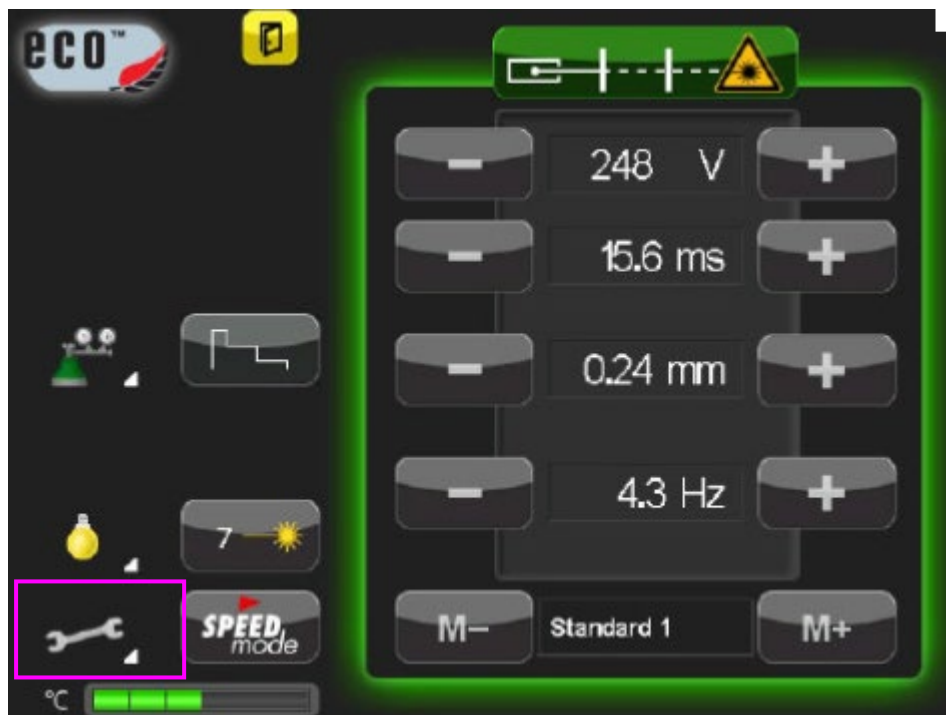 eco™
248 V
15.6 ms
0.24 mm
4.3 Hz
7
SPEED
mode
M- Standard 1 M+
°C